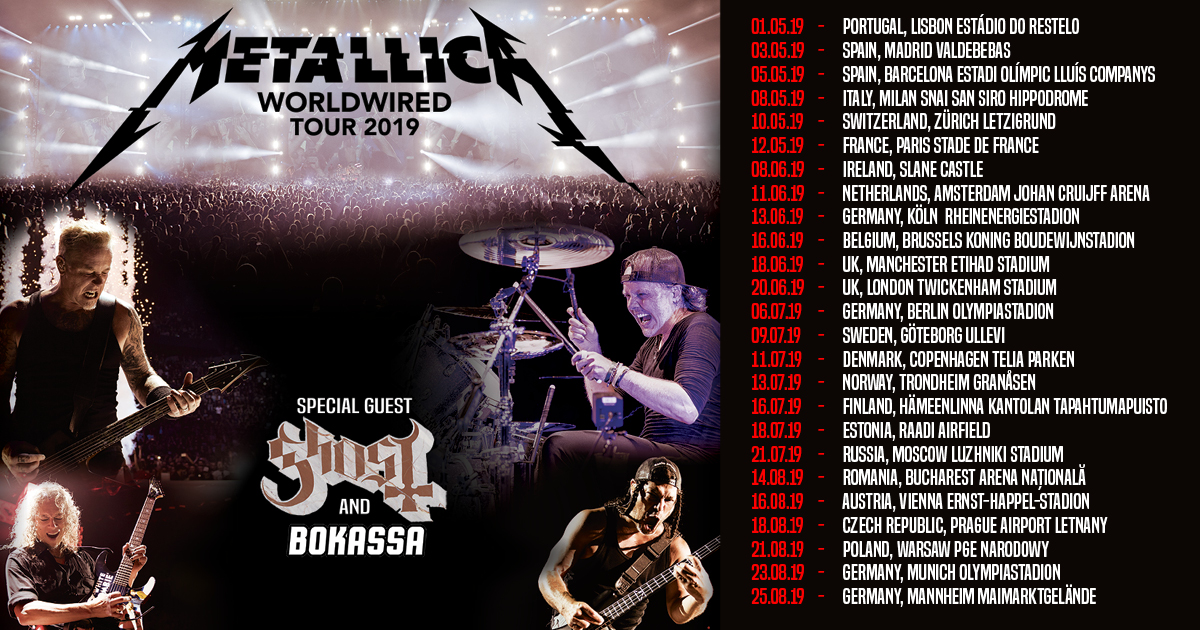 METALLICA
WORLDWIRED
TOUR 2019
SPECIAL GUEST
Ghost
AND
BOKASSA
01.05.19 - PORTUGAL, LISBON ESTÁDIO DO RESTELO
03.05.19 - SPAIN, MADRID VALDEBEBAS
05.05.19 - SPAIN, BARCELONA ESTADI OLÍMPIC LLUÍS COMPANYS
08.05.19 - ITALY, MILAN SNAI SAN SIRO HIPPODROME
10.05.19 - SWITZERLAND, ZÜRICH LETZIGRUND
12.05.19 - FRANCE, PARIS STADE DE FRANCE
08.06.19 - IRELAND, SLANE CASTLE
11.06.19 - NETHERLANDS, AMSTERDAM JOHAN CRUIJFF ARENA
13.06.19 - GERMANY, KÖLN RHEINENERGIESTADION
16.06.19 - BELGIUM, BRUSSELS KONING BOUDEWIJNSTADION
18.06.19 - UK, MANCHESTER ETIHAD STADIUM
20.06.19 - UK, LONDON TWICKENHAM STADIUM
06.07.19 - GERMANY, BERLIN OLYMPIASTADION
09.07.19 - SWEDEN, GÖTEBORG ULLEVI
11.07.19 - DENMARK, COPENHAGEN TELIA PARKEN
13.07.19 - NORWAY, TRONDHEIM GRANÅSEN
16.07.19 - FINLAND, HÄMEENLINNA KANTOLAN TAPAHTUMAPUISTO
18.07.19 - ESTONIA, RAADI AIRFIELD
21.07.19 - RUSSIA, MOSCOW LUZHNIKI STADIUM
14.08.19 - ROMANIA, BUCHAREST ARENA NAȚIONALĂ
16.08.19 - AUSTRIA, VIENNA ERNST-HAPPEL-STADION
18.08.19 - CZECH REPUBLIC, PRAGUE AIRPORT LETNANY
21.08.19 - POLAND, WARSAW PGE NARODOWY
23.08.19 - GERMANY, MUNICH OLYMPIASTADION
25.08.19 - GERMANY, MANNHEIM MAIMARKTGELÄNDE